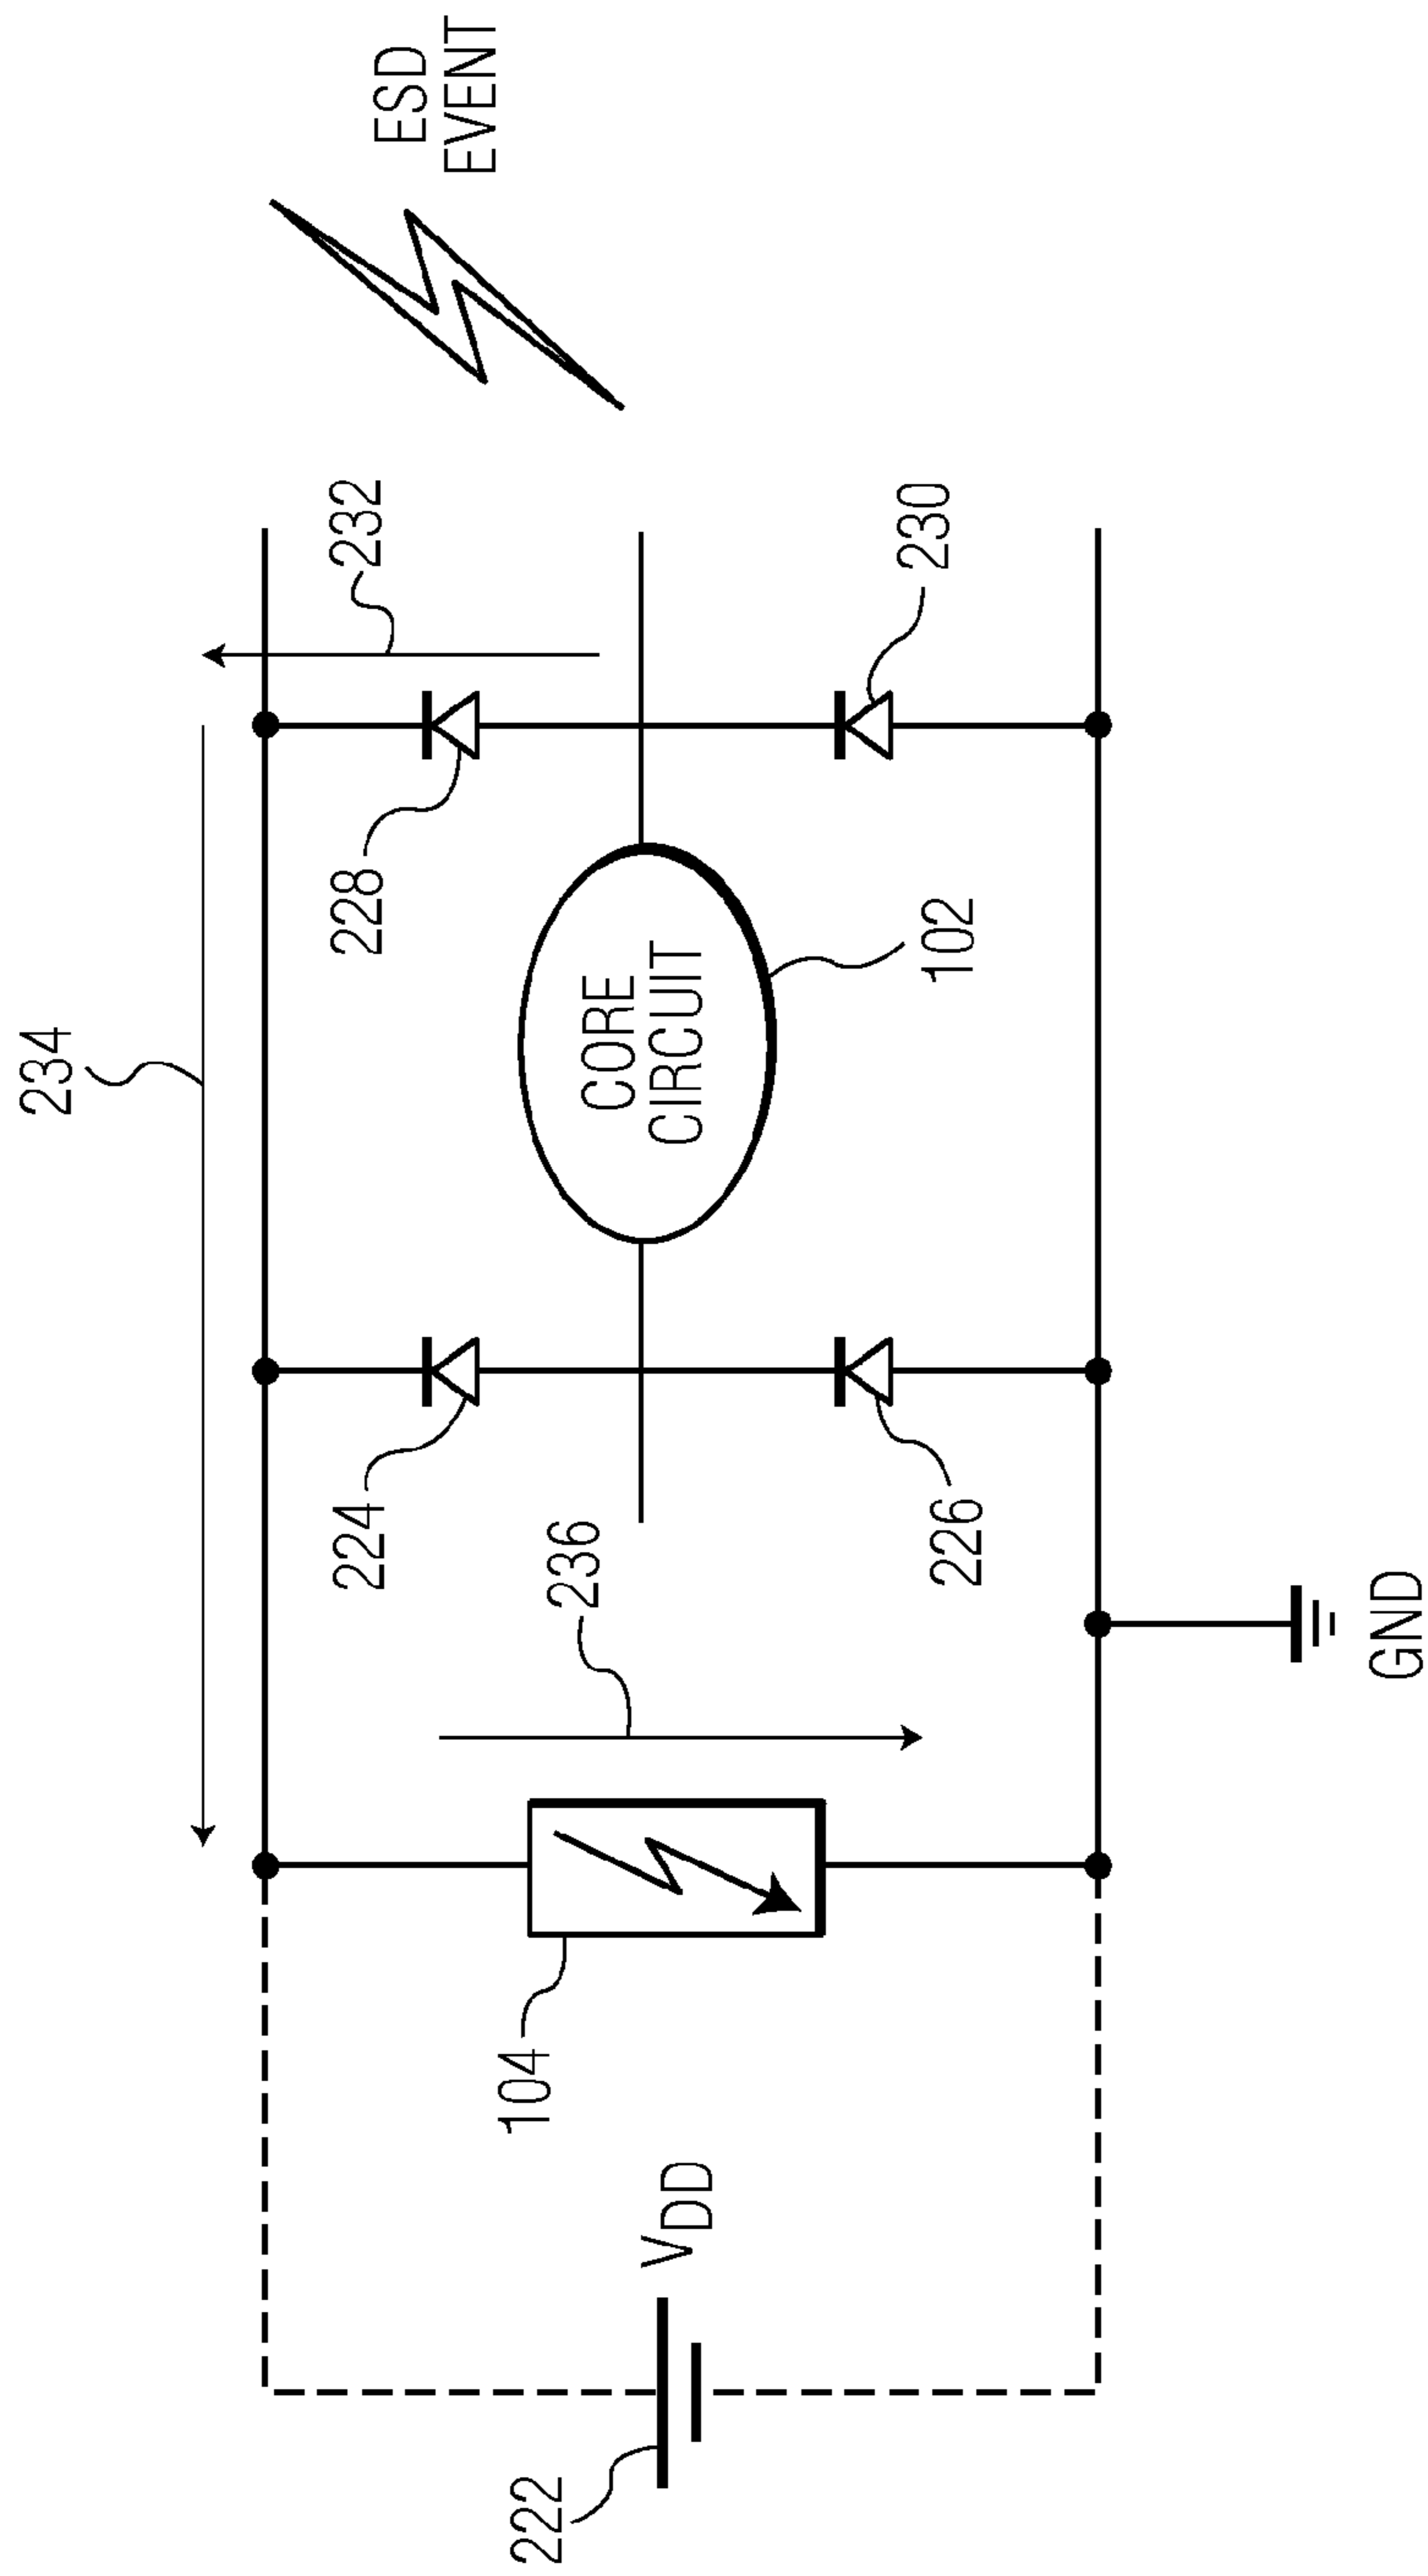 ESD
EVENT
234
232
228
230
CORE
CIRCUIT
102
224
236
226
104
VDD
222
GND